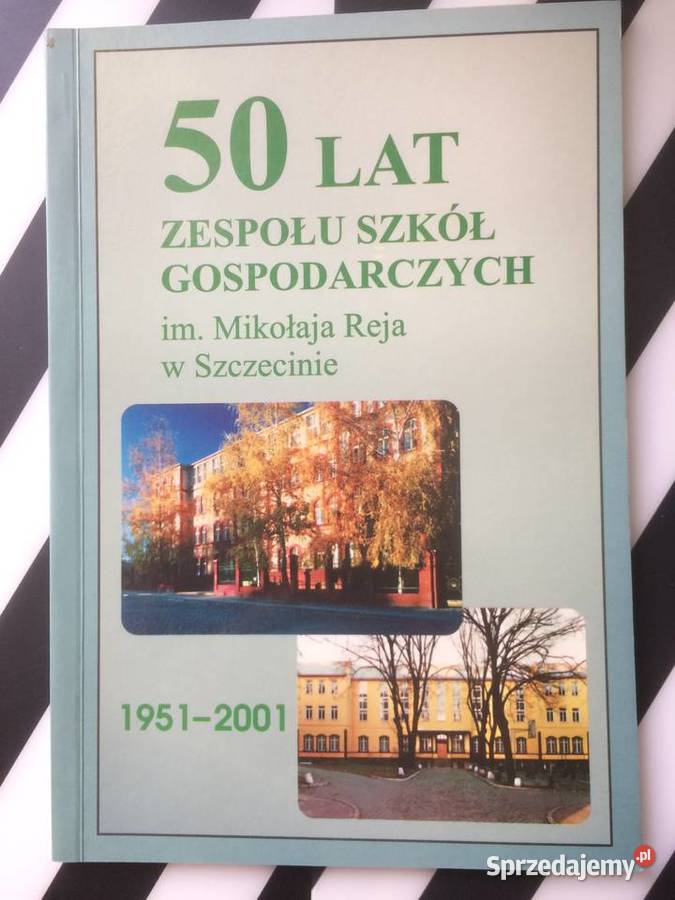 50 LAT
ZESPOŁU SZKÓŁ
GOSPODARCZYCH
im. Mikołaja Reja
w Szczecinie
1951–2001
Sprzedajemy.pl